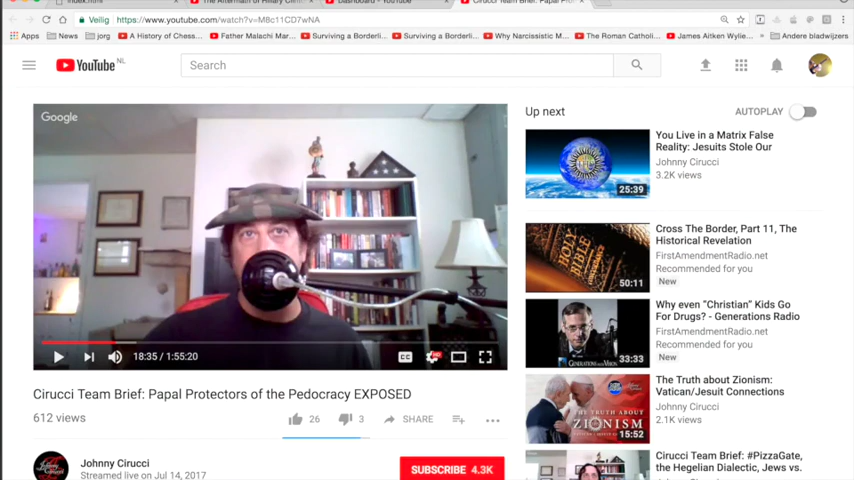 index.htms
The Aftermath of Hillary Clint
Dashboard - YouTube
Cirucci Team Brief: Papal Prot
Veilig
https://www.youtube.com/watch?v=M8c11CD7wNA
Apps
News
jorg
A History of Chess...
Father Malachi Mar...
Surviving a Borderli...
Surviving a Borderli...
Why Narcissistic M...
The Roman Catholi...
James Aitken Wylie...
Andere bladwijzers
YouTube NL
Search
Google
18:35 / 1:55:20
CC
HD
Cirucci Team Brief: Papal Protectors of the Pedocracy EXPOSED
612 views
26
3
SHARE
Johnny Cirucci
Streamed live on Jul 14, 2017
SUBSCRIBE 4.3K
Up next
AUTOPLAY
25:39
You Live in a Matrix False
Reality: Jesuits Stole Our
Johnny Cirucci
3.2K views
HOLY
BIBLE
50:11
Cross The Border, Part 11, The
Historical Revelation
FirstAmendmentRadio.net
Recommended for you
New
GENERATIONS WITH VISION
33:33
Why even “Christian” Kids Go
For Drugs? - Generations Radio
FirstAmendmentRadio.net
Recommended for you
New
THE TRUTH ABOUT
ZIONISM
15:52
The Truth about Zionism:
Vatican/Jesuit Connections
Johnny Cirucci
2.1K views
Cirucci Team Brief: #PizzaGate,
the Hegelian Dialectic, Jews vs.